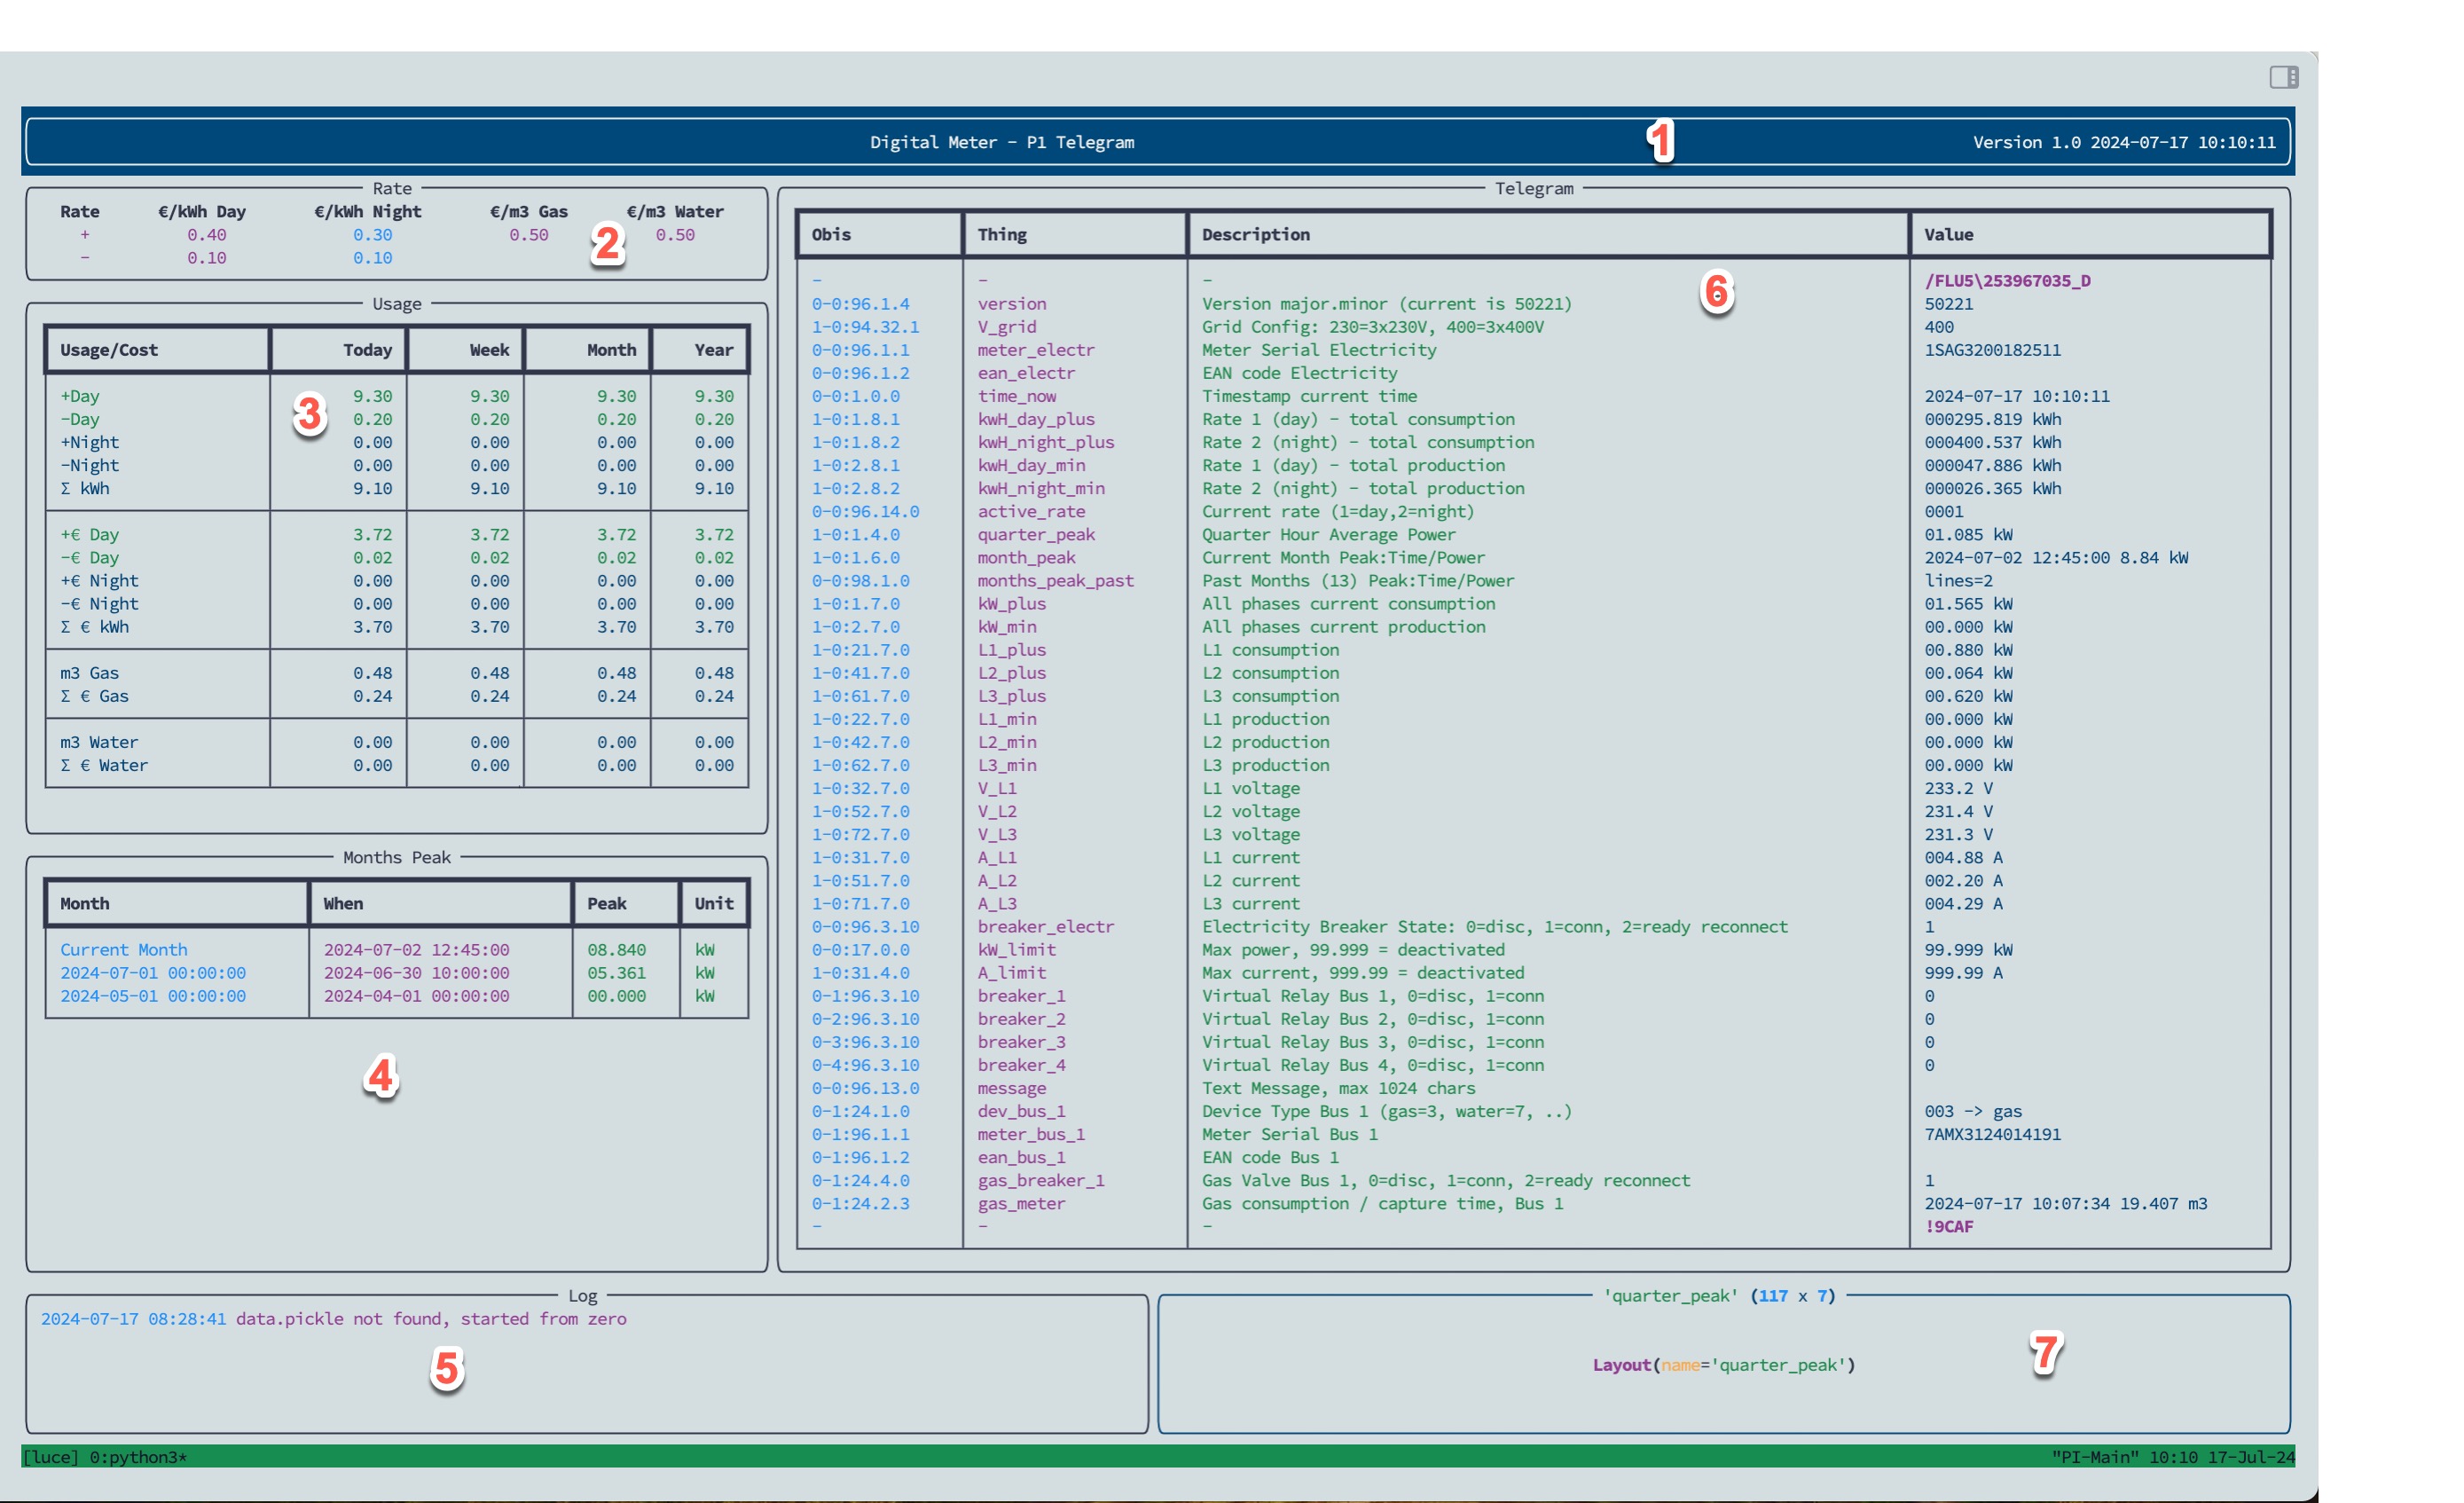 Digital Meter - P1 Telegram 1 Version 1.0 2024-07-17 10:10:11
Rate
Rate €/kWh Day €/kWh Night €/m3 Gas €/m3 Water
+ 0.40 0.30 0.50 0.50
- 0.10 0.10
2
Usage
Usage/Cost Today Week Month Year
+Day 9.30 9.30 9.30 9.30
-Day 0.20 0.20 0.20 0.20
3
+Night 0.00 0.00 0.00 0.00
-Night 0.00 0.00 0.00 0.00
Σ kWh 9.10 9.10 9.10 9.10
+€ Day 3.72 3.72 3.72 3.72
-€ Day 0.02 0.02 0.02 0.02
+€ Night 0.00 0.00 0.00 0.00
-€ Night 0.00 0.00 0.00 0.00
Σ € kWh 3.70 3.70 3.70 3.70
m3 Gas 0.48 0.48 0.48 0.48
Σ € Gas 0.24 0.24 0.24 0.24
m3 Water 0.00 0.00 0.00 0.00
Σ € Water 0.00 0.00 0.00 0.00
Months Peak
Month When Peak Unit
Current Month 2024-07-02 12:45:00 08.840 kW
2024-07-01 00:00:00 2024-06-30 10:00:00 05.361 kW
2024-05-01 00:00:00 2024-04-01 00:00:00 00.000 kW
4
Telegram
Obis Thing Description Value
- - - /FLU5\253967035_D
6
0-0:96.1.4 version Version major.minor (current is 50221) 50221
1-0:94.32.1 V_grid Grid Config: 230=3x230V, 400=3x400V 400
0-0:96.1.1 meter_electr Meter Serial Electricity 1SAG3200182511
0-0:96.1.2 ean_electr EAN code Electricity
0-0:1.0.0 time_now Timestamp current time 2024-07-17 10:10:11
1-0:1.8.1 kwH_day_plus Rate 1 (day) - total consumption 000295.819 kWh
1-0:1.8.2 kwH_night_plus Rate 2 (night) - total consumption 000400.537 kWh
1-0:2.8.1 kwH_day_min Rate 1 (day) - total production 000047.886 kWh
1-0:2.8.2 kwH_night_min Rate 2 (night) - total production 000026.365 kWh
0-0:96.14.0 active_rate Current rate (1=day,2=night) 0001
1-0:1.4.0 quarter_peak Quarter Hour Average Power 01.085 kW
1-0:1.6.0 month_peak Current Month Peak:Time/Power 2024-07-02 12:45:00 8.84 kW
0-0:98.1.0 months_peak_past Past Months (13) Peak:Time/Power lines=2
1-0:1.7.0 kW_plus All phases current consumption 01.565 kW
1-0:2.7.0 kW_min All phases current production 00.000 kW
1-0:21.7.0 L1_plus L1 consumption 00.880 kW
1-0:41.7.0 L2_plus L2 consumption 00.064 kW
1-0:61.7.0 L3_plus L3 consumption 00.620 kW
1-0:22.7.0 L1_min L1 production 00.000 kW
1-0:42.7.0 L2_min L2 production 00.000 kW
1-0:62.7.0 L3_min L3 production 00.000 kW
1-0:32.7.0 V_L1 L1 voltage 233.2 V
1-0:52.7.0 V_L2 L2 voltage 231.4 V
1-0:72.7.0 V_L3 L3 voltage 231.3 V
1-0:31.7.0 A_L1 L1 current 004.88 A
1-0:51.7.0 A_L2 L2 current 002.20 A
1-0:71.7.0 A_L3 L3 current 004.29 A
0-0:96.3.10 breaker_electr Electricity Breaker State: 0=disc, 1=conn, 2=ready reconnect 1
0-0:17.0.0 kW_limit Max power, 99.999 = deactivated 99.999 kW
1-0:31.4.0 A_limit Max current, 999.99 = deactivated 999.99 A
0-1:96.3.10 breaker_1 Virtual Relay Bus 1, 0=disc, 1=conn 0
0-2:96.3.10 breaker_2 Virtual Relay Bus 2, 0=disc, 1=conn 0
0-3:96.3.10 breaker_3 Virtual Relay Bus 3, 0=disc, 1=conn 0
0-4:96.3.10 breaker_4 Virtual Relay Bus 4, 0=disc, 1=conn 0
0-0:96.13.0 message Text Message, max 1024 chars
0-1:24.1.0 dev_bus_1 Device Type Bus 1 (gas=3, water=7, ..) 003 -> gas
0-1:96.1.1 meter_bus_1 Meter Serial Bus 1 7AMX3124014191
0-1:96.1.2 ean_bus_1 EAN code Bus 1
0-1:24.4.0 gas_breaker_1 Gas Valve Bus 1, 0=disc, 1=conn, 2=ready reconnect 1
0-1:24.2.3 gas_meter Gas consumption / capture time, Bus 1 2024-07-17 10:07:34 19.407 m3
- - - !9CAF
Log
2024-07-17 08:28:41 data.pickle not found, started from zero
5
'quarter_peak' (117 x 7)
Layout(name='quarter_peak')
7
[luce] 0:python3* "PI-Main" 10:10 17-Jul-24